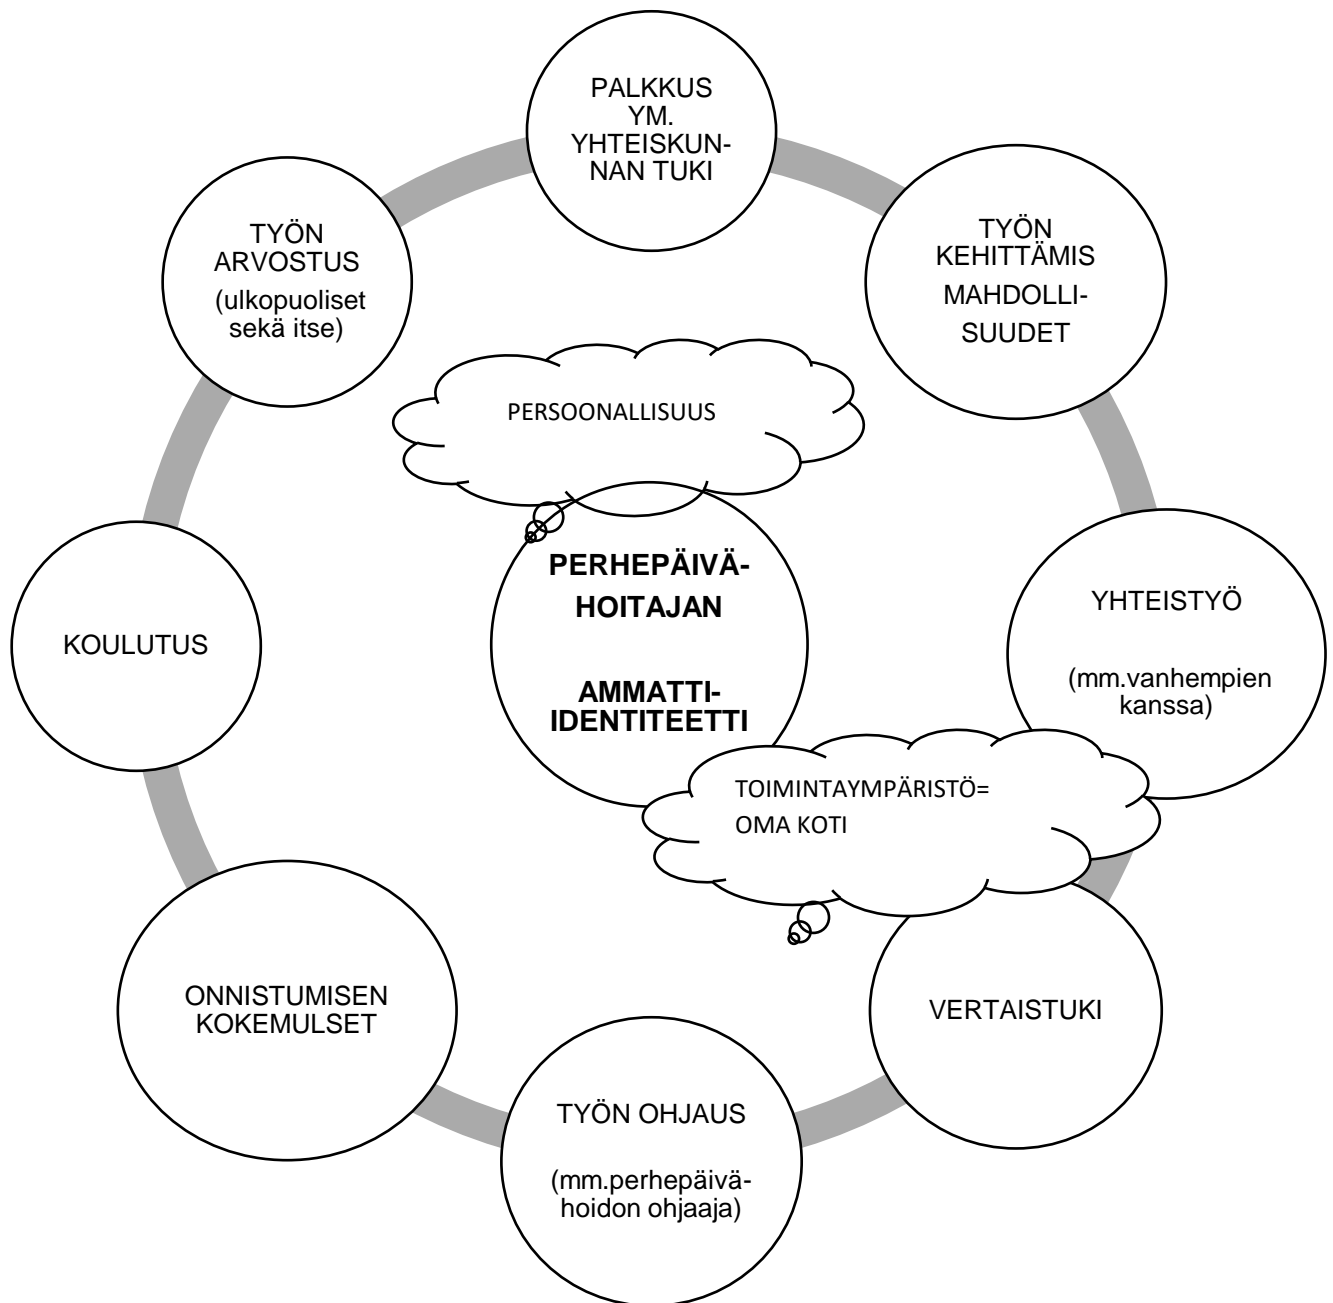 PALKKUS
YM.
YHTEISKUN-
NAN TUKI
TYÖN
ARVOSTUS
(ulkopuoliset
sekä itse)
TYÖN
KEHITTÄMIS
MAHDOLLI-
SUUDET
PERSOONALLISUUS
PERHEPÄIVÄ-
HOITAJAN
AMMATTI-
IDENTITEETTI
KOULUTUS
YHTEISTYÖ
(mm.vanhempien
kanssa)
TOIMINTAYMPÄRISTÖ=
OMA KOTI
ONNISTUMISEN
KOKEMULSET
VERTAISTUKI
TYÖN OHJAUS
(mm.perhepäivä-
hoidon ohjaaja)